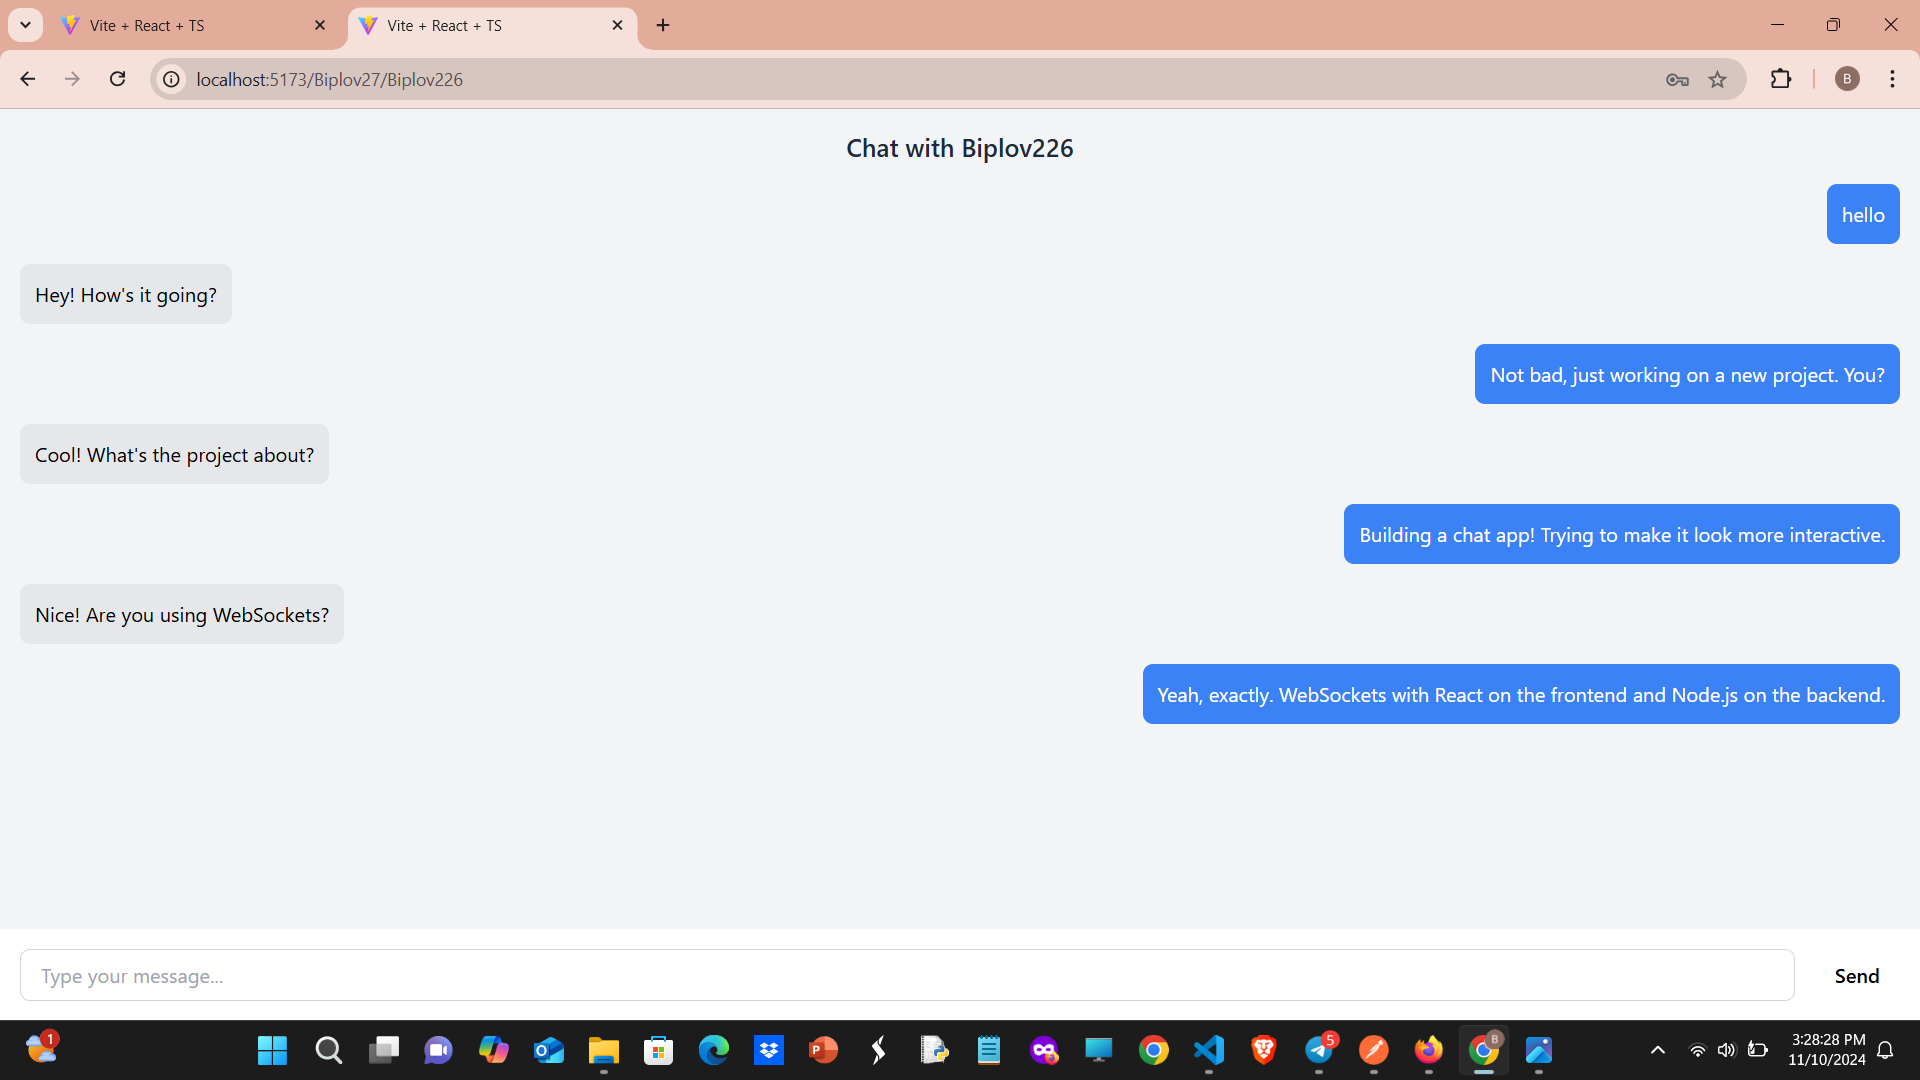 Vite + React + TS
Vite + React + TS
localhost:5173/Biplov27/Biplov226
B
Chat with Biplov226
hello
Hey! How's it going?
Not bad, just working on a new project. You?
Cool! What's the project about?
Building a chat app! Trying to make it look more interactive.
Nice! Are you using WebSockets?
Yeah, exactly. WebSockets with React on the frontend and Node.js on the backend.
Type your message...
Send
1
5
B
3:28:28 PM
11/10/2024